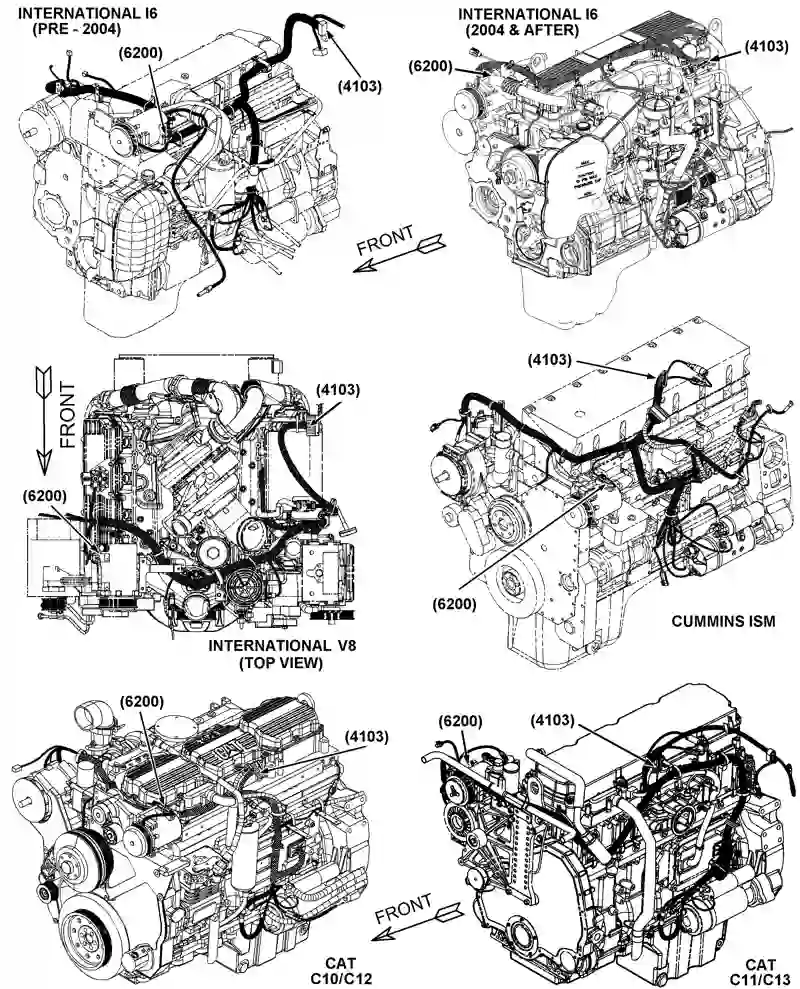 INTERNATIONAL I6
(PRE - 2004)
(6200)
(4103)
INTERNATIONAL I6
(2004 & AFTER)
(6200)
(4103)
FRONT
FRONT
(4103)
(6200)
INTERNATIONAL V8
(TOP VIEW)
(4103)
(6200)
CUMMINS ISM
(6200)
(4103)
CAT
CAT
C10/C12
FRONT
(6200)
(4103)
CAT
C11/C13